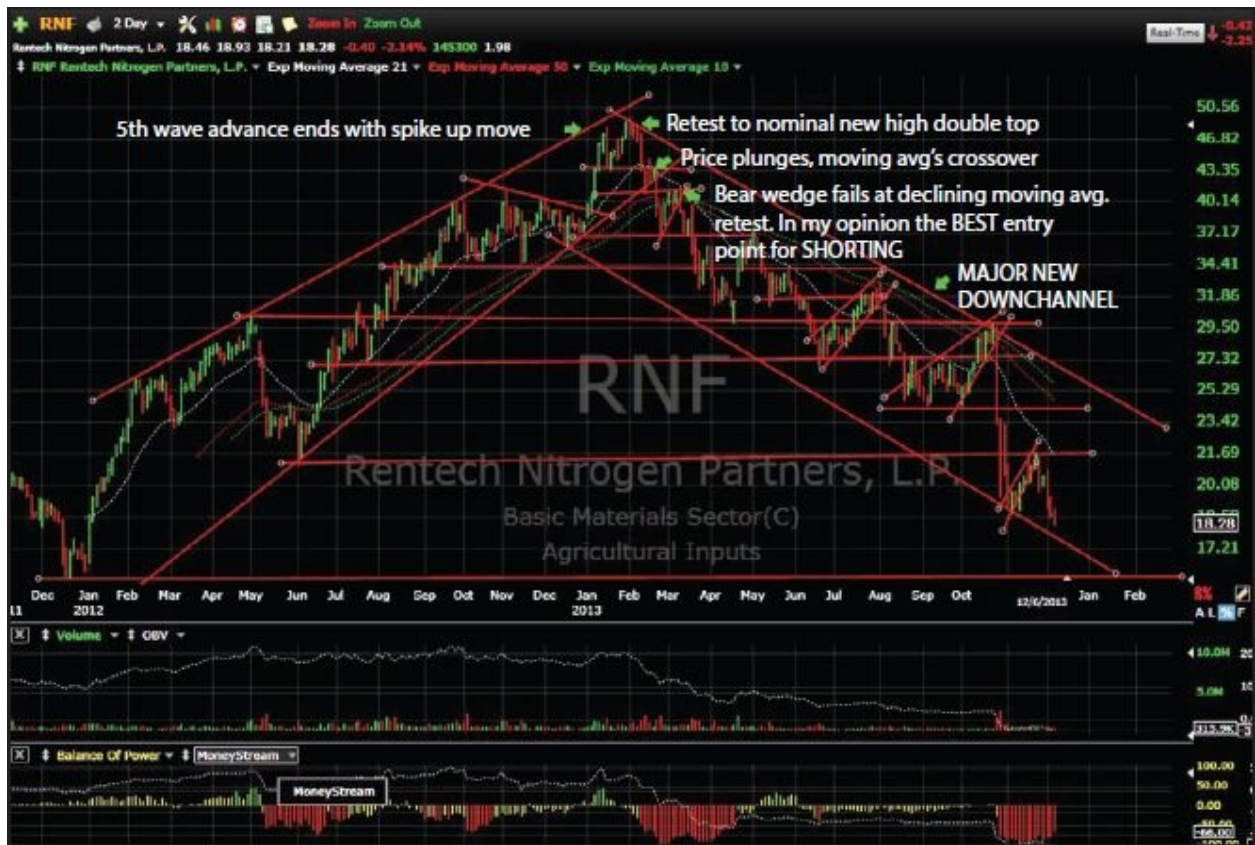 RNF 2 Day Zoom In Zoom Out
Real-Time
Rentech Nitrogen Partners, L.P. 18.46 18.93 18.21 18.28 -0.40 -2.14% 145300 1.98
RNF Rentech Nitrogen Partners, L.P. Exp Moving Average 21 Exp Moving Average 50 Exp Moving Average 10
5th wave advance ends with spike up move
Retest to nominal new high double top
Price plunges, moving avg's crossover
Bear wedge fails at declining moving avg.
retest. In my opinion the BEST entry
point for SHORTING
MAJOR NEW
DOWNCHANNEL
50.56
46.82
43.35
40.14
37.17
34.41
31.86
29.50
27.32
25.29
23.42
21.69
20.08
18.28
17.21
RNF
Rentech Nitrogen Partners, L.P.
Basic Materials Sector(C)
Agricultural Inputs
Dec Jan Feb Mar Apr May Jun Jul Aug Sep Oct Nov Dec Jan Feb Mar Apr May Jun Jul Aug Sep Oct 12/6/2013 Jan Feb
11 2012 2013
8%
A L % F
X Volume OBV
10.0M
5.0M
X Balance Of Power MoneyStream
MoneyStream
100.00
50.00
0.00
-66.00